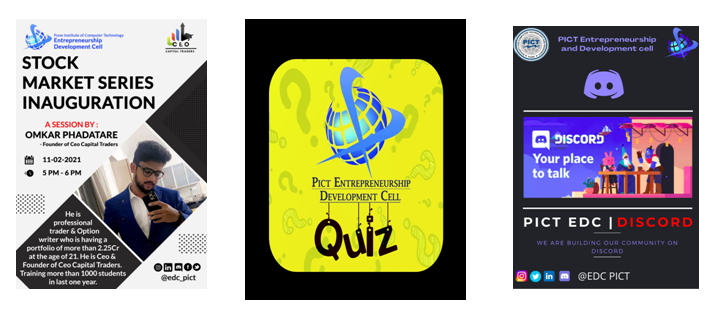 Pune Institute of Computer Technology
Entrepreneurship
Development Cell
CEO
CAPITAL TRADERS
STOCK
MARKET SERIES
INAUGURATION
A SESSION BY :
OMKAR PHADATARE
- Founder of Ceo Capital Traders
11-02-2021
5 PM - 6 PM
He is
professional
trader & Option
writer who is having a
portfolio of more than 2.25Cr
at the age of 21. He is Ceo &
Founder of Ceo Capital Traders.
Training more than 1000 students
in last one year.
@edc_pict
PICT ENTREPRENEURSHIP
DEVELOPMENT CELL
Quiz
PICT
PICT Entrepreneurship
and Development cell
DISCORD
Your place
to talk
PICT EDC | DISCORD
WE ARE BUILDING OUR COMMUNITY ON
DISCORD
@EDC PICT